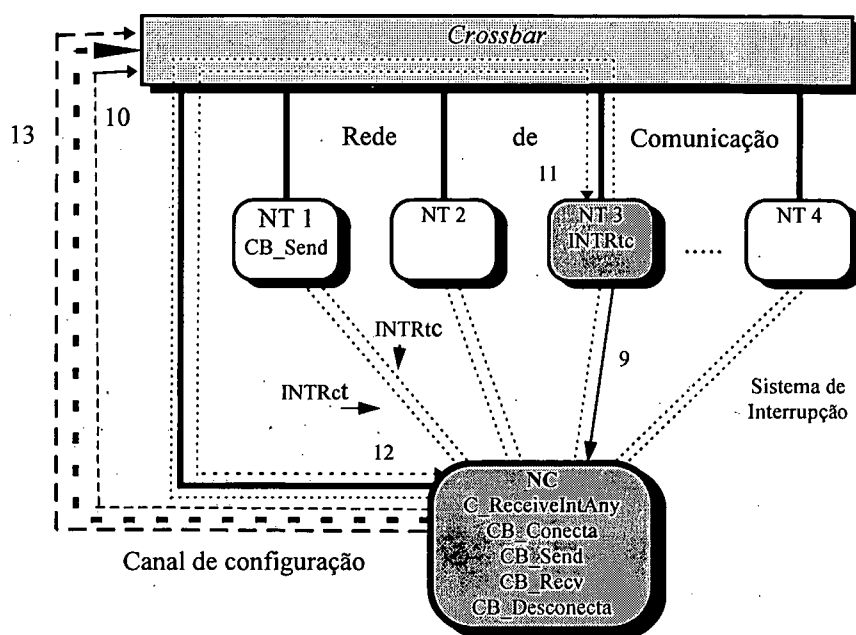 Crossbar
13
10
Rede de Comunicação
11
NT 1
CB_Send
NT 2
NT 3
INTRtc
NT 4
.....
INTRtc
INTRct
9
Sistema de
Interrupção
12
NC
C_ReceiveIntAny
CB_Conecta
CB_Send
CB_Recv
CB_Desconecta
Canal de configuração